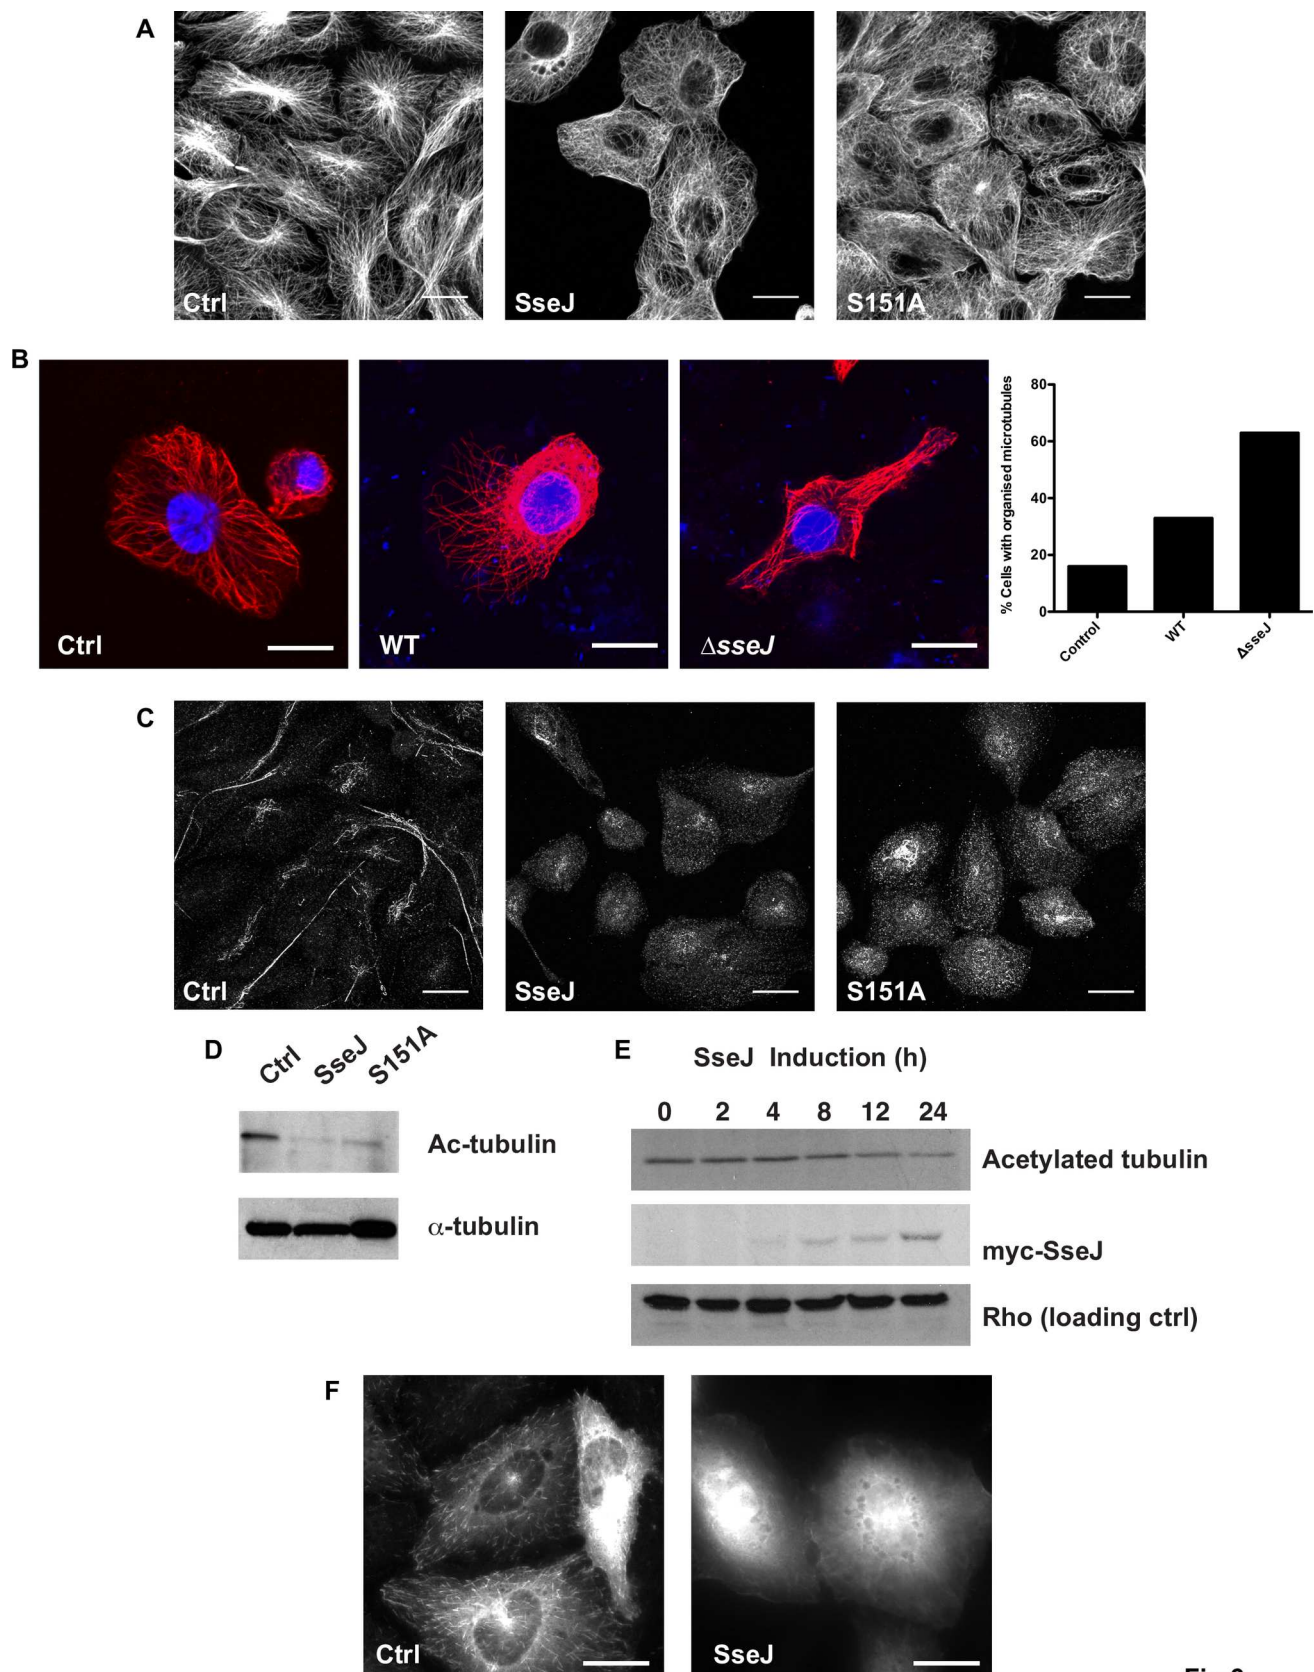 A
Ctrl
SseJ
S151A
B
Ctrl
WT
ΔsseJ
% Cells with organised microtubules
80
60
40
20
0
Control
WT
ΔsseJ
C
Ctrl
SseJ
S151A
D
Ctrl SseJ S151A
Ac-tubulin
α-tubulin
E
SseJ Induction (h)
0 2 4 8 12 24
Acetylated tubulin
myc-SseJ
Rho (loading ctrl)
F
Ctrl
SseJ